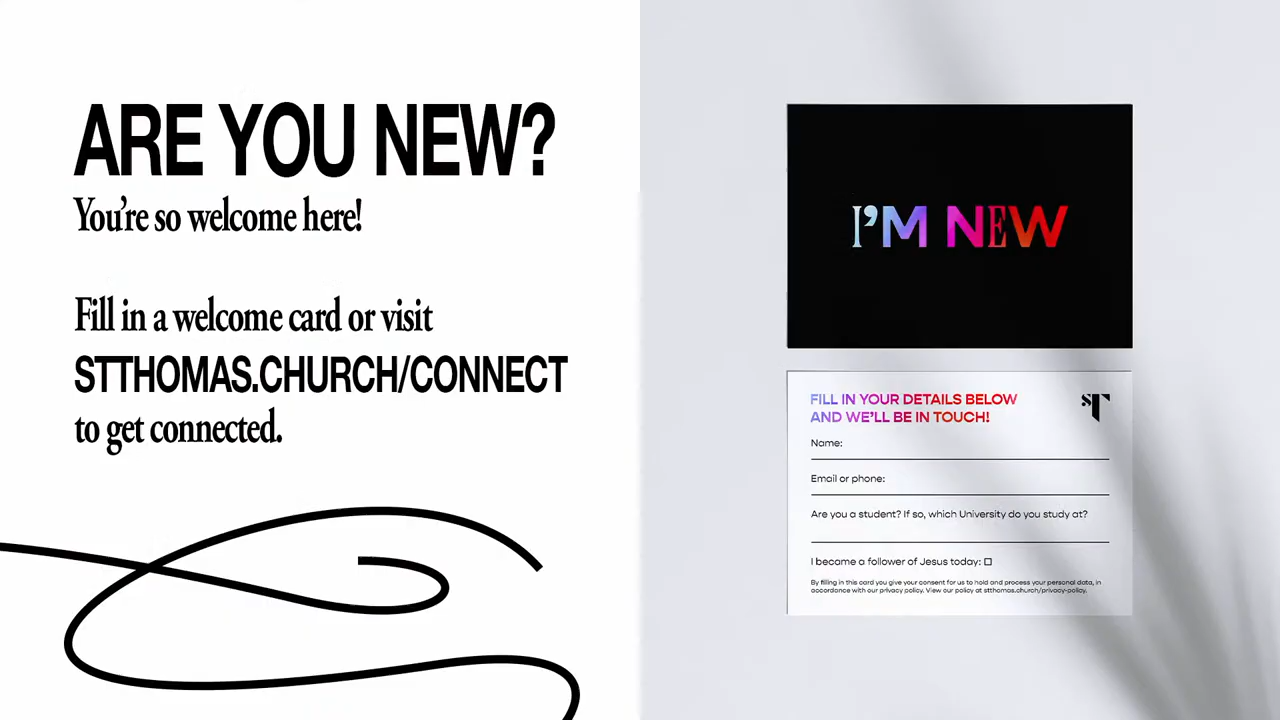 ARE YOU NEW?
You're so welcome here!
Fill in a welcome card or visit
STTHOMAS.CHURCH/CONNECT
to get connected.
I'M NEW
FILL IN YOUR DETAILS BELOW
AND WE'LL BE IN TOUCH!
sT
Name:
Email or phone:
Are you a student? If so, which University do you study at?
I became a follower of Jesus today: ☐
By filling in this card you give your consent for us to hold and process your personal data, in
accordance with our privacy policy. View our policy at stthomas.church/privacy-policy.